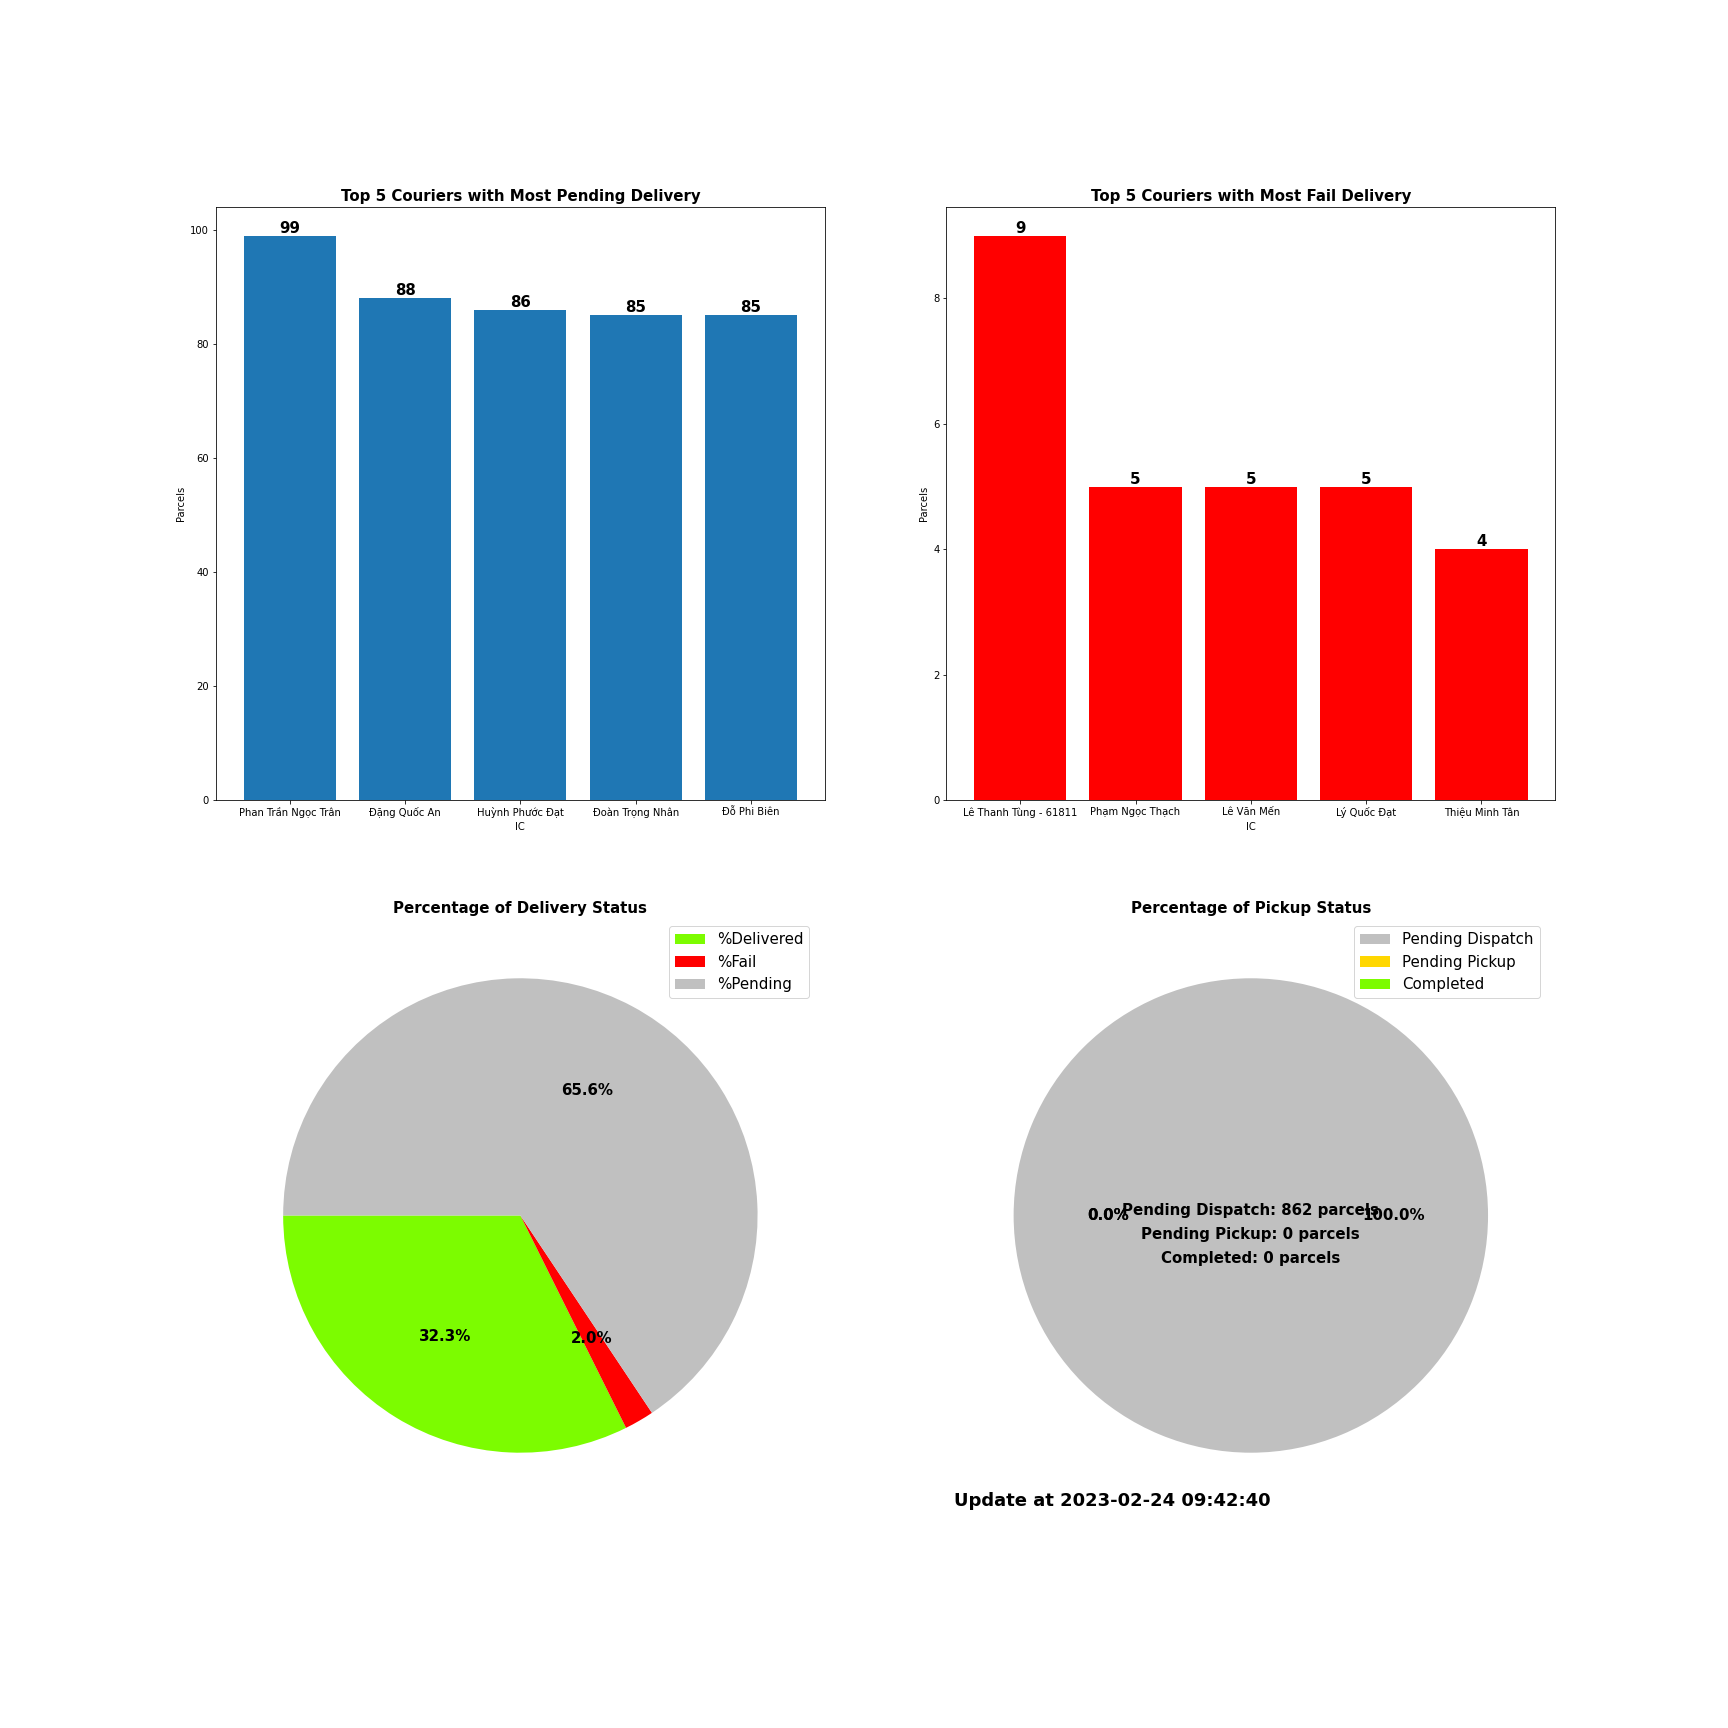 Top 5 Couriers with Most Pending Delivery
100
80
60
40
20
0
Parcels
99
88
86
85
85
Phan Trần Ngọc Trân
Đặng Quốc An
Huỳnh Phước Đạt
Đoàn Trọng Nhân
Đỗ Phi Biên
IC
Top 5 Couriers with Most Fail Delivery
8
6
4
2
0
Parcels
9
5
5
5
4
Lê Thanh Tùng - 61811
Phạm Ngọc Thạch
Lê Văn Mến
Lý Quốc Đạt
Thiệu Minh Tân
IC
Percentage of Delivery Status
%Delivered
%Fail
%Pending
65.6%
32.3%
2.0%
Percentage of Pickup Status
Pending Dispatch
Pending Pickup
Completed
0.0%
Pending Dispatch: 862 parcels
100.0%
Pending Pickup: 0 parcels
Completed: 0 parcels
Update at 2023-02-24 09:42:40